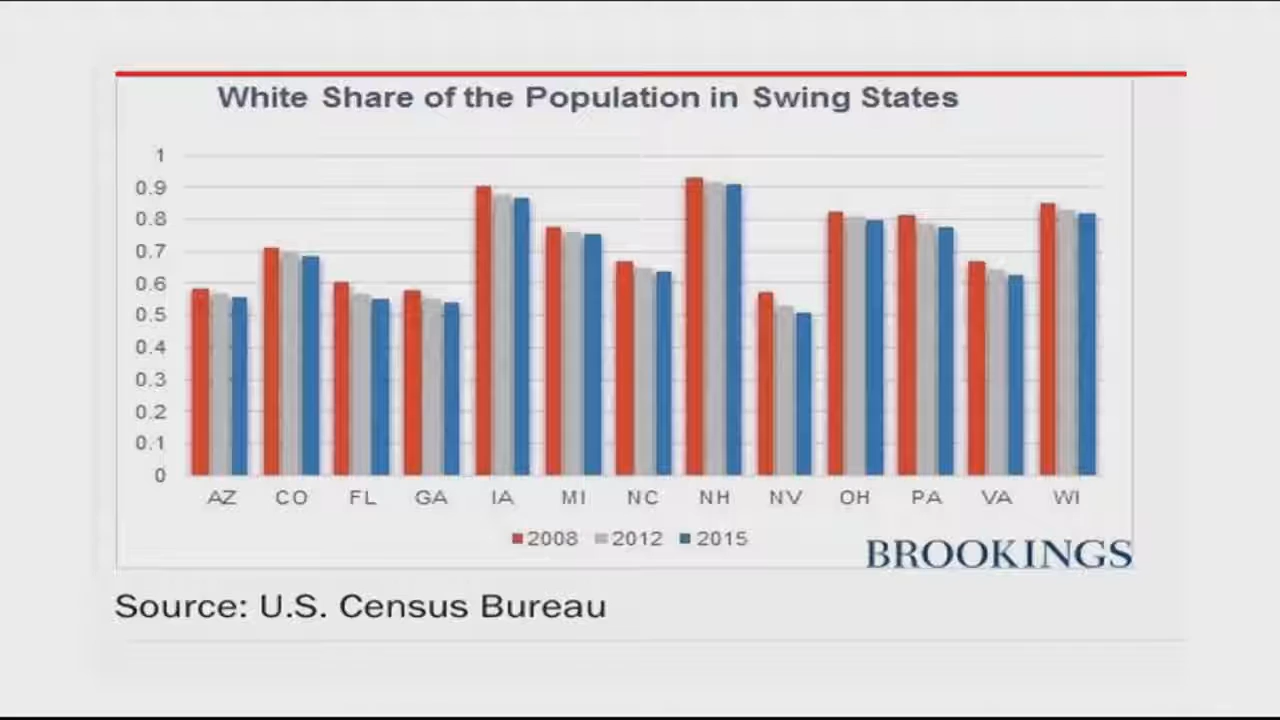 White Share of the Population in Swing States
1
0.9
0.8
0.7
0.6
0.5
0.4
0.3
0.2
0.1
0
AZ CO FL GA IA MI NC NH NV OH PA VA WI
2008 2012 2015
BROOKINGS
Source: U.S. Census Bureau